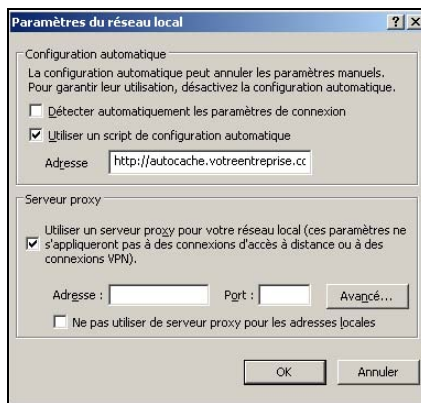 Paramètres du réseau local
Configuration automatique
La configuration automatique peut annuler les paramètres manuels.
Pour garantir leur utilisation, désactivez la configuration automatique.
Détecter automatiquement les paramètres de connexion
Utiliser un script de configuration automatique
Adresse http://autocache.votreentreprise.cc
Serveur proxy
Utiliser un serveur proxy pour votre réseau local (ces paramètres ne
s'appliqueront pas à des connexions d'accès à distance ou à des
connexions VPN).
Adresse : Port : Avancé...
Ne pas utiliser de serveur proxy pour les adresses locales
OK Annuler